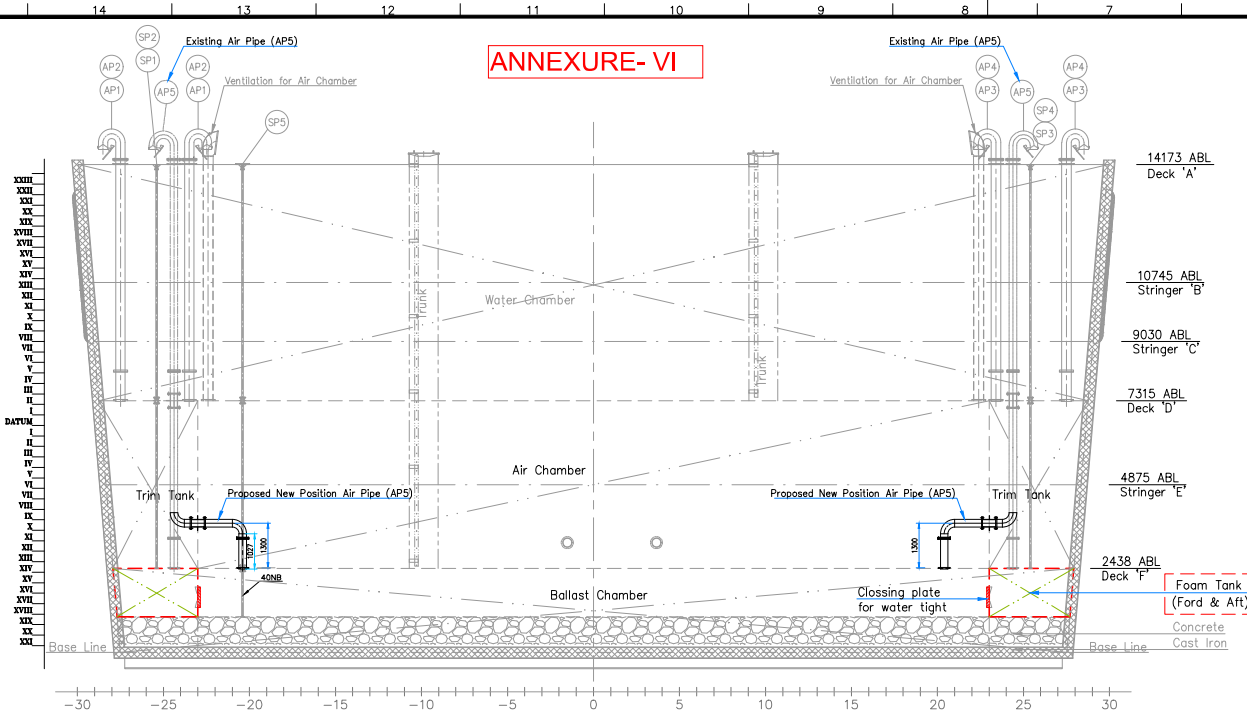 14 13 12 11 10 9 8 7
ANNEXURE- VI
SP2
SP1
Existing Air Pipe (AP5)
AP2
AP1
AP5
AP2
AP1
Ventilation for Air Chamber
SP5
Existing Air Pipe (AP5)
Ventilation for Air Chamber
AP4
AP3
AP5
SP4
SP3
AP4
AP3
14173 ABL
Deck 'A'
10745 ABL
Stringer 'B'
9030 ABL
Stringer 'C'
7315 ABL
Deck 'D'
4875 ABL
Stringer 'E'
2438 ABL
Deck 'F'
XXIII
XXII
XXI
XX
XIX
XVIII
XVII
XVI
XV
XIV
XIII
XII
XI
X
IX
VIII
VII
VI
V
IV
III
II
I
DATUM
I
II
III
IV
V
VI
VII
VIII
IX
X
XI
XII
XIII
XIV
XV
XVI
XVII
XVIII
XIX
XX
XXI
Water Chamber
Trunk
Trunk
Air Chamber
Trim Tank
Proposed New Position Air Pipe (AP5)
1027
1300
40NB
Proposed New Position Air Pipe (AP5)
Trim Tank
1300
Ballast Chamber
Clossing plate
for water tight
Foam Tank
(Ford & Aft)
Concrete
Cast Iron
Base Line
Base Line
-30 -25 -20 -15 -10 -5 0 5 10 15 20 25 30